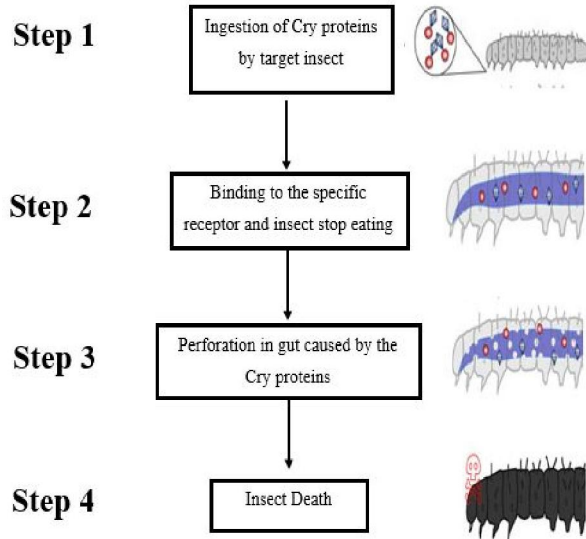 Step 1
Ingestion of Cry proteins
by target insect
Step 2
Binding to the specific
receptor and insect stop eating
Step 3
Perforation in gut caused by the
Cry proteins
Step 4
Insect Death